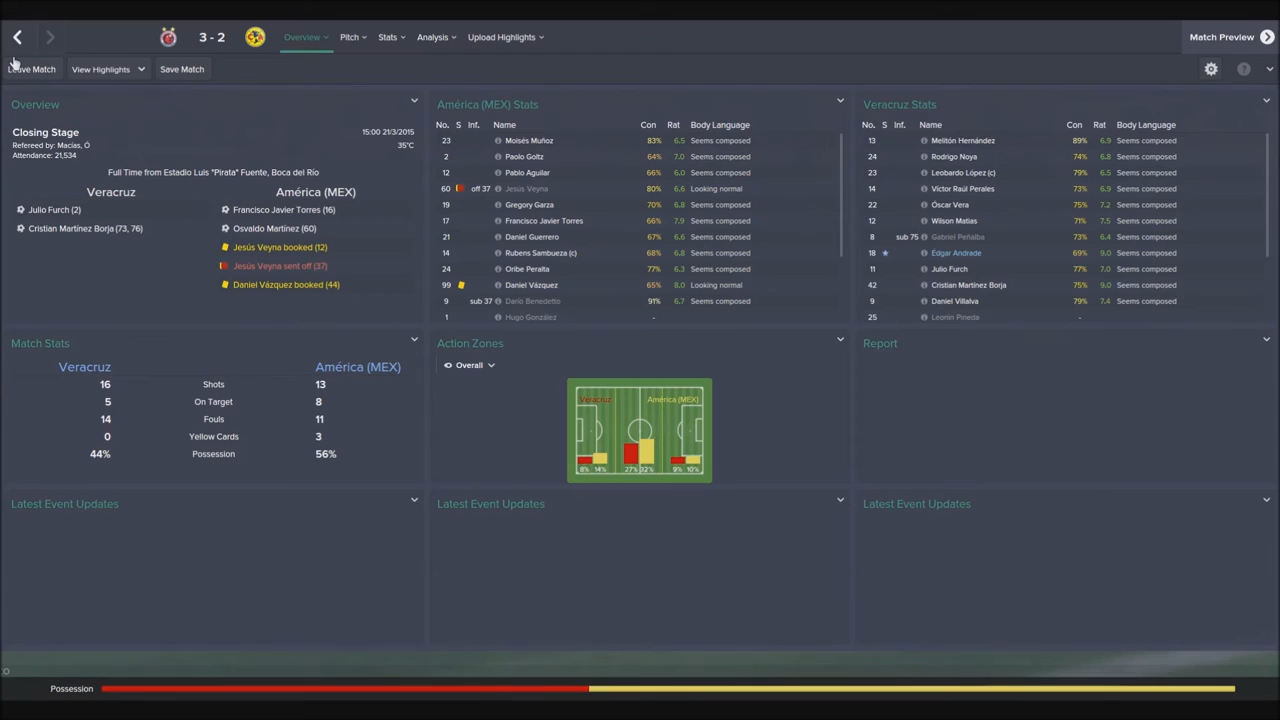 3 - 2
Overview
Pitch
Stats
Analysis
Upload Highlights
Match Preview
Leave Match
View Highlights
Save Match
Overview
Closing Stage
15:00 21/3/2015
Refereed by: Macías, Ó
35°C
Attendance: 21,534
Full Time from Estadio Luis "Pirata" Fuente, Boca del Río
Veracruz América (MEX)
Julio Furch (2) Francisco Javier Torres (16)
Cristian Martínez Borja (73, 76) Osvaldo Martínez (60)
Jesús Veyna booked (12)
Jesús Veyna sent off (37)
Daniel Vázquez booked (44)
América (MEX) Stats
No. S Inf. Name Con Rat Body Language
23 Moisés Muñoz 83% 6.5 Seems composed
2 Paolo Goltz 64% 7.0 Seems composed
12 Pablo Aguilar 66% 6.0 Seems composed
60 off 37 Jesús Veyna 80% 6.6 Looking normal
19 Gregory Garza 70% 6.8 Seems composed
17 Francisco Javier Torres 66% 7.9 Seems composed
21 Daniel Guerrero 67% 6.6 Seems composed
14 Rubens Sambueza (c) 68% 6.8 Seems composed
24 Oribe Peralta 77% 6.3 Seems composed
99 Daniel Vázquez 65% 8.0 Looking normal
9 sub 37 Darío Benedetto 91% 6.7 Seems composed
1 Hugo González -
Veracruz Stats
No. S Inf. Name Con Rat Body Language
13 Melitón Hernández 89% 6.9 Seems composed
24 Rodrigo Noya 74% 6.8 Seems composed
23 Leobardo López (c) 79% 6.5 Seems composed
14 Víctor Raúl Perales 73% 6.9 Seems composed
22 Óscar Vera 75% 7.2 Seems composed
12 Wilson Matias 71% 7.5 Seems composed
8 sub 75 Gabriel Peñalba 73% 6.4 Seems composed
18 Edgar Andrade 69% 9.0 Seems composed
11 Julio Furch 77% 7.0 Seems composed
42 Cristian Martínez Borja 75% 9.0 Seems composed
9 Daniel Villalva 79% 7.4 Seems composed
25 Leonin Pineda -
Match Stats
Veracruz América (MEX)
16 Shots 13
5 On Target 8
14 Fouls 11
0 Yellow Cards 3
44% Possession 56%
Action Zones
Overall
Veracruz América (MEX)
8% 14% 27% 32% 9% 10%
Report
Latest Event Updates
Latest Event Updates
Latest Event Updates
Possession